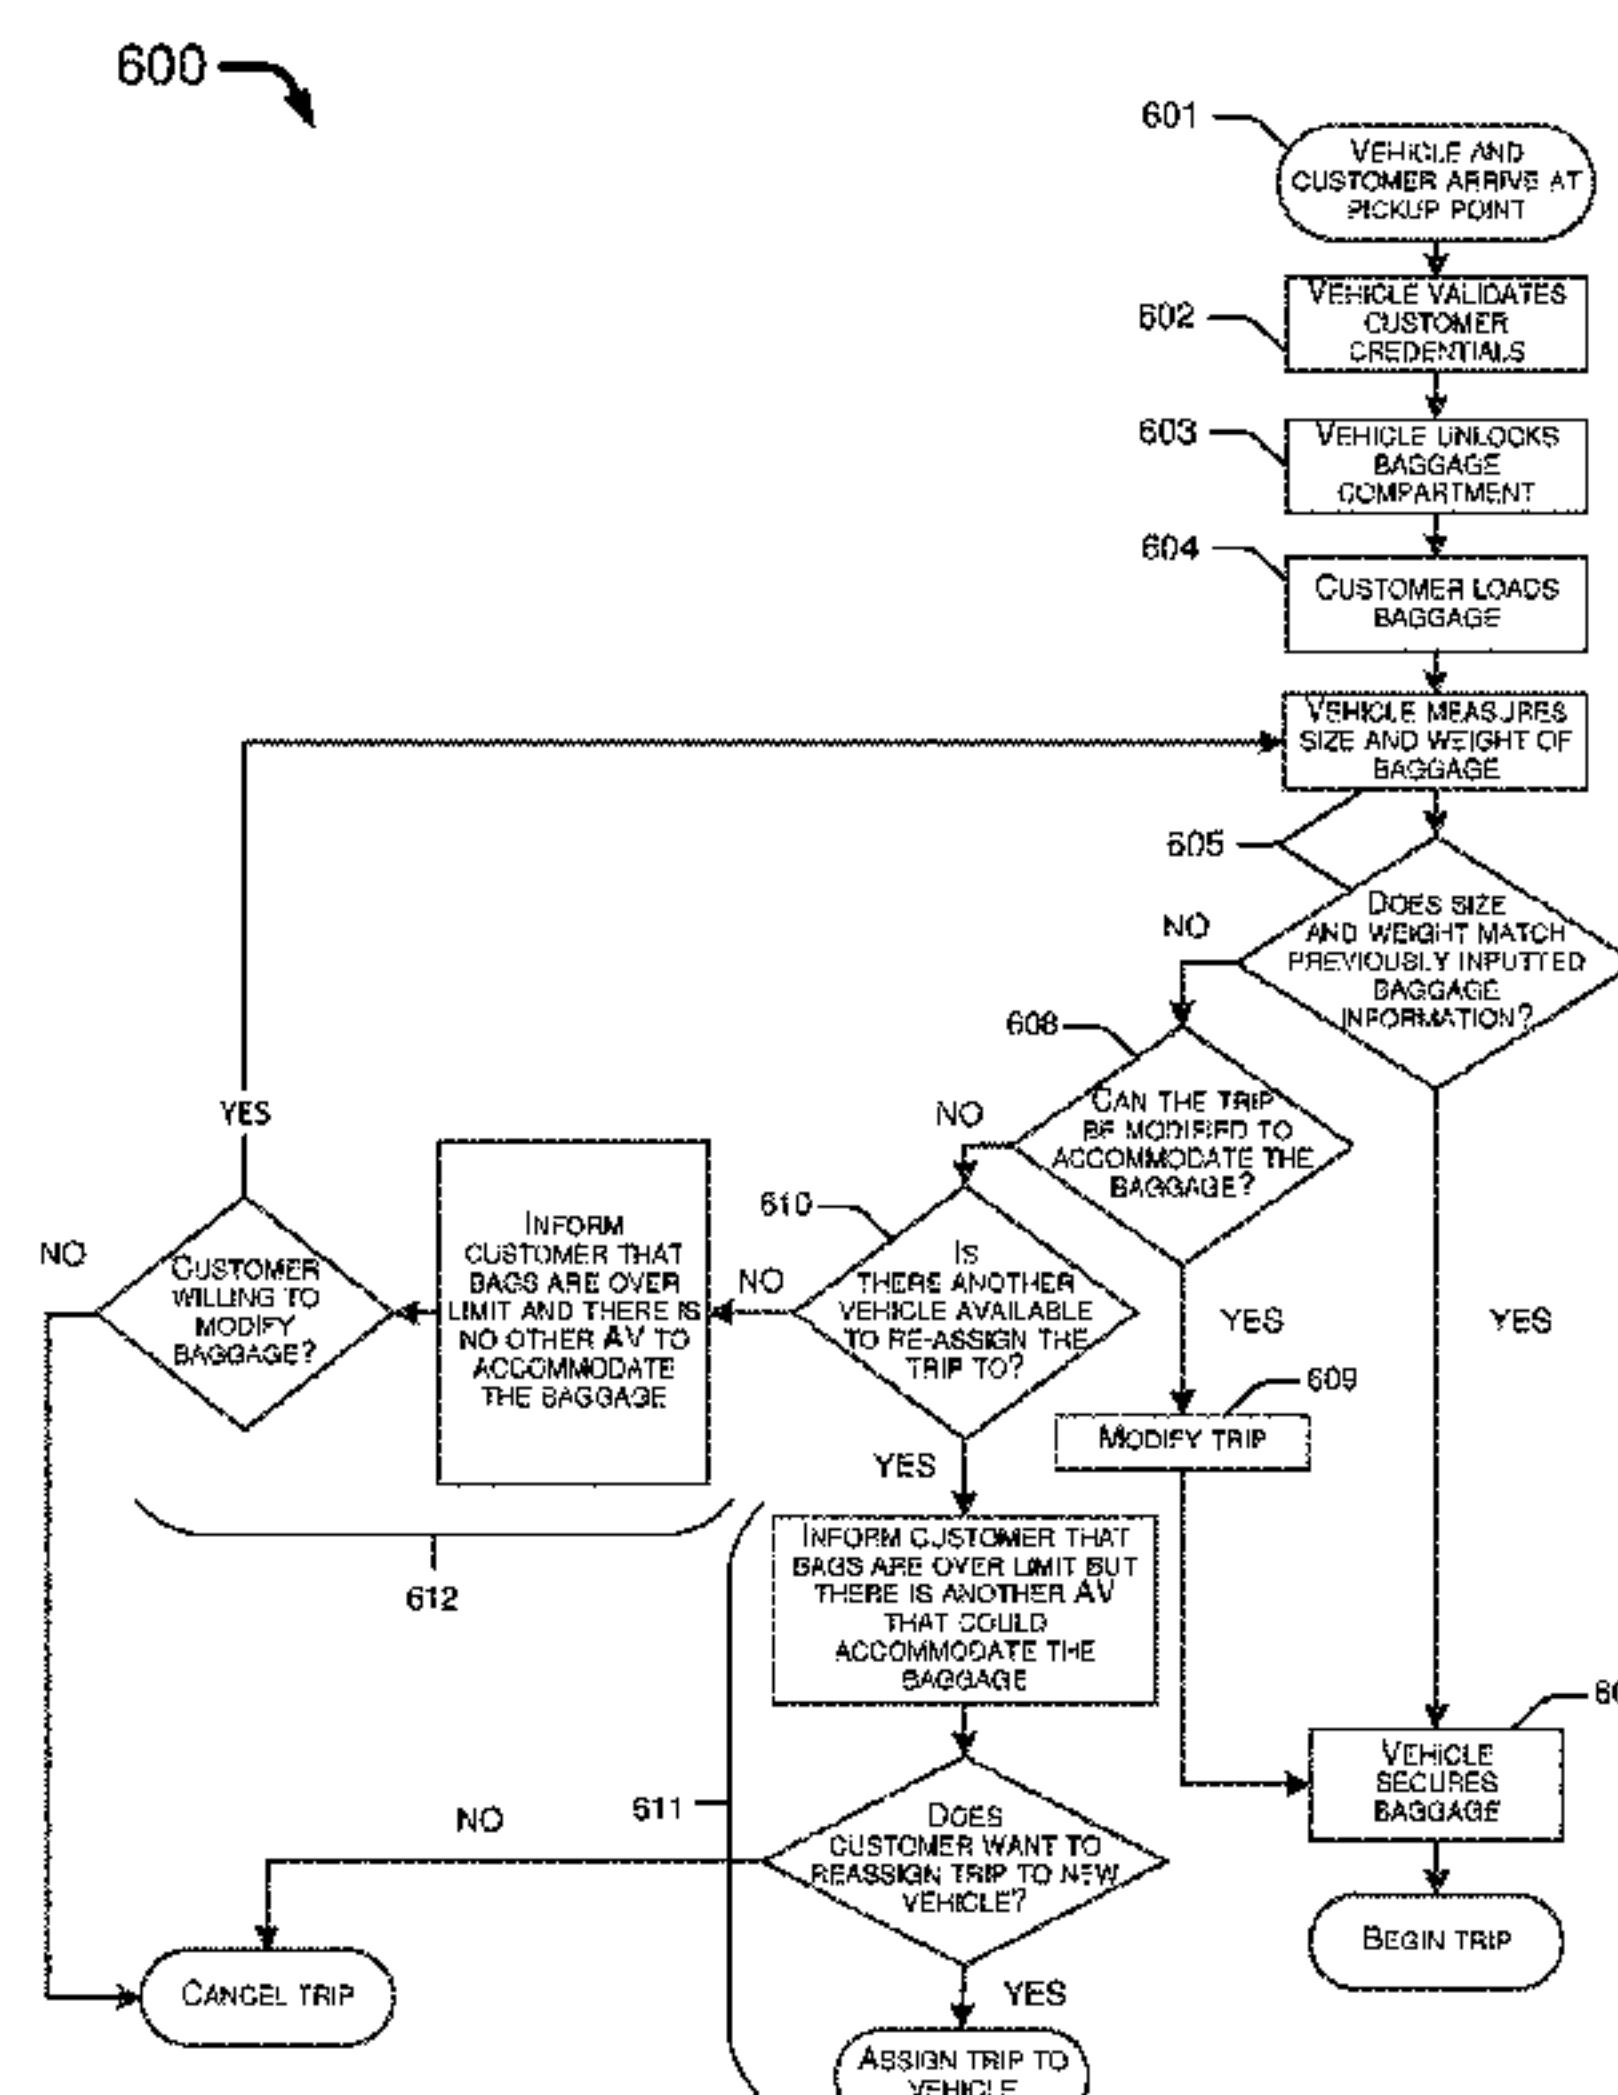 600
601
VEHICLE AND
CUSTOMER ARRIVE AT
PICKUP POINT
602
VEHICLE VALIDATES
CUSTOMER
CREDENTIALS
603
VEHICLE UNLOCKS
BAGGAGE
COMPARTMENT
604
CUSTOMER LOADS
BAGGAGE
VEHICLE MEASURES
SIZE AND WEIGHT OF
BAGGAGE
605
DOES SIZE
AND WEIGHT MATCH
PREVIOUSLY INPUTTED
BAGGAGE
INFORMATION?
NO
YES
608
CAN THE TRIP
BE MODIFIED TO
ACCOMMODATE THE
BAGGAGE?
NO
YES
609
MODIFY TRIP
610
IS
THERE ANOTHER
VEHICLE AVAILABLE
TO RE-ASSIGN THE
TRIP TO?
NO
YES
INFORM
CUSTOMER THAT
BAGS ARE OVER
LIMIT AND THERE IS
NO OTHER AV TO
ACCOMMODATE
THE BAGGAGE
CUSTOMER
WILLING TO
MODIFY
BAGGAGE?
YES
NO
612
INFORM CUSTOMER THAT
BAGS ARE OVER LIMIT BUT
THERE IS ANOTHER AV
THAT COULD
ACCOMMODATE THE
BAGGAGE
611
DOES
CUSTOMER WANT TO
REASSIGN TRIP TO NEW
VEHICLE?
NO
YES
VEHICLE
SECURES
BAGGAGE
BEGIN TRIP
CANCEL TRIP
ASSIGN TRIP TO
VEHICLE